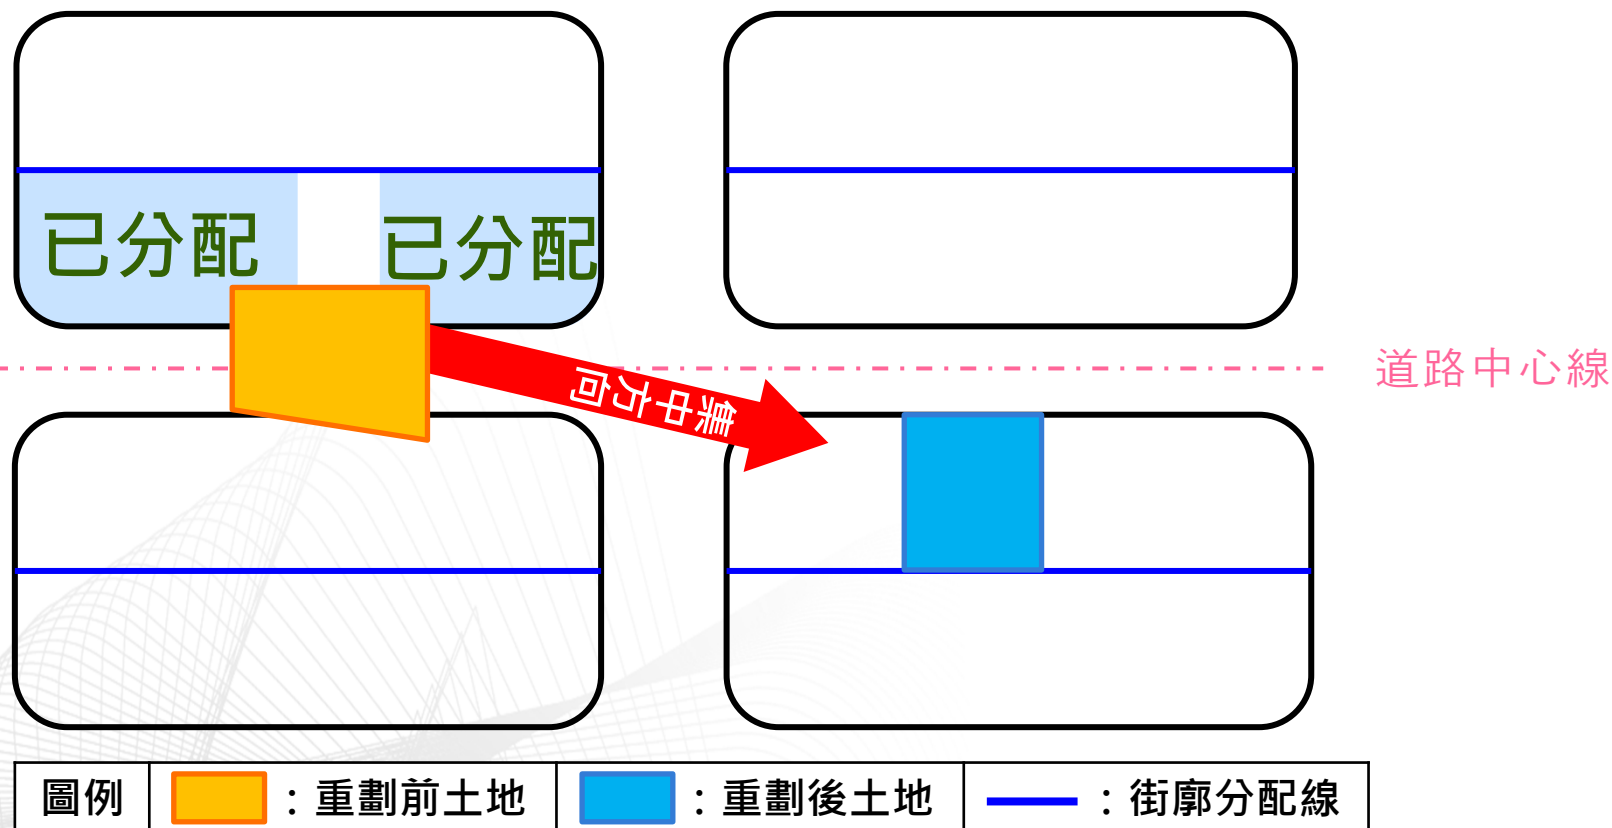 已分配
已分配
道路中心線
集中方向
圖例
：重劃前土地
：重劃後土地
：街廓分配線